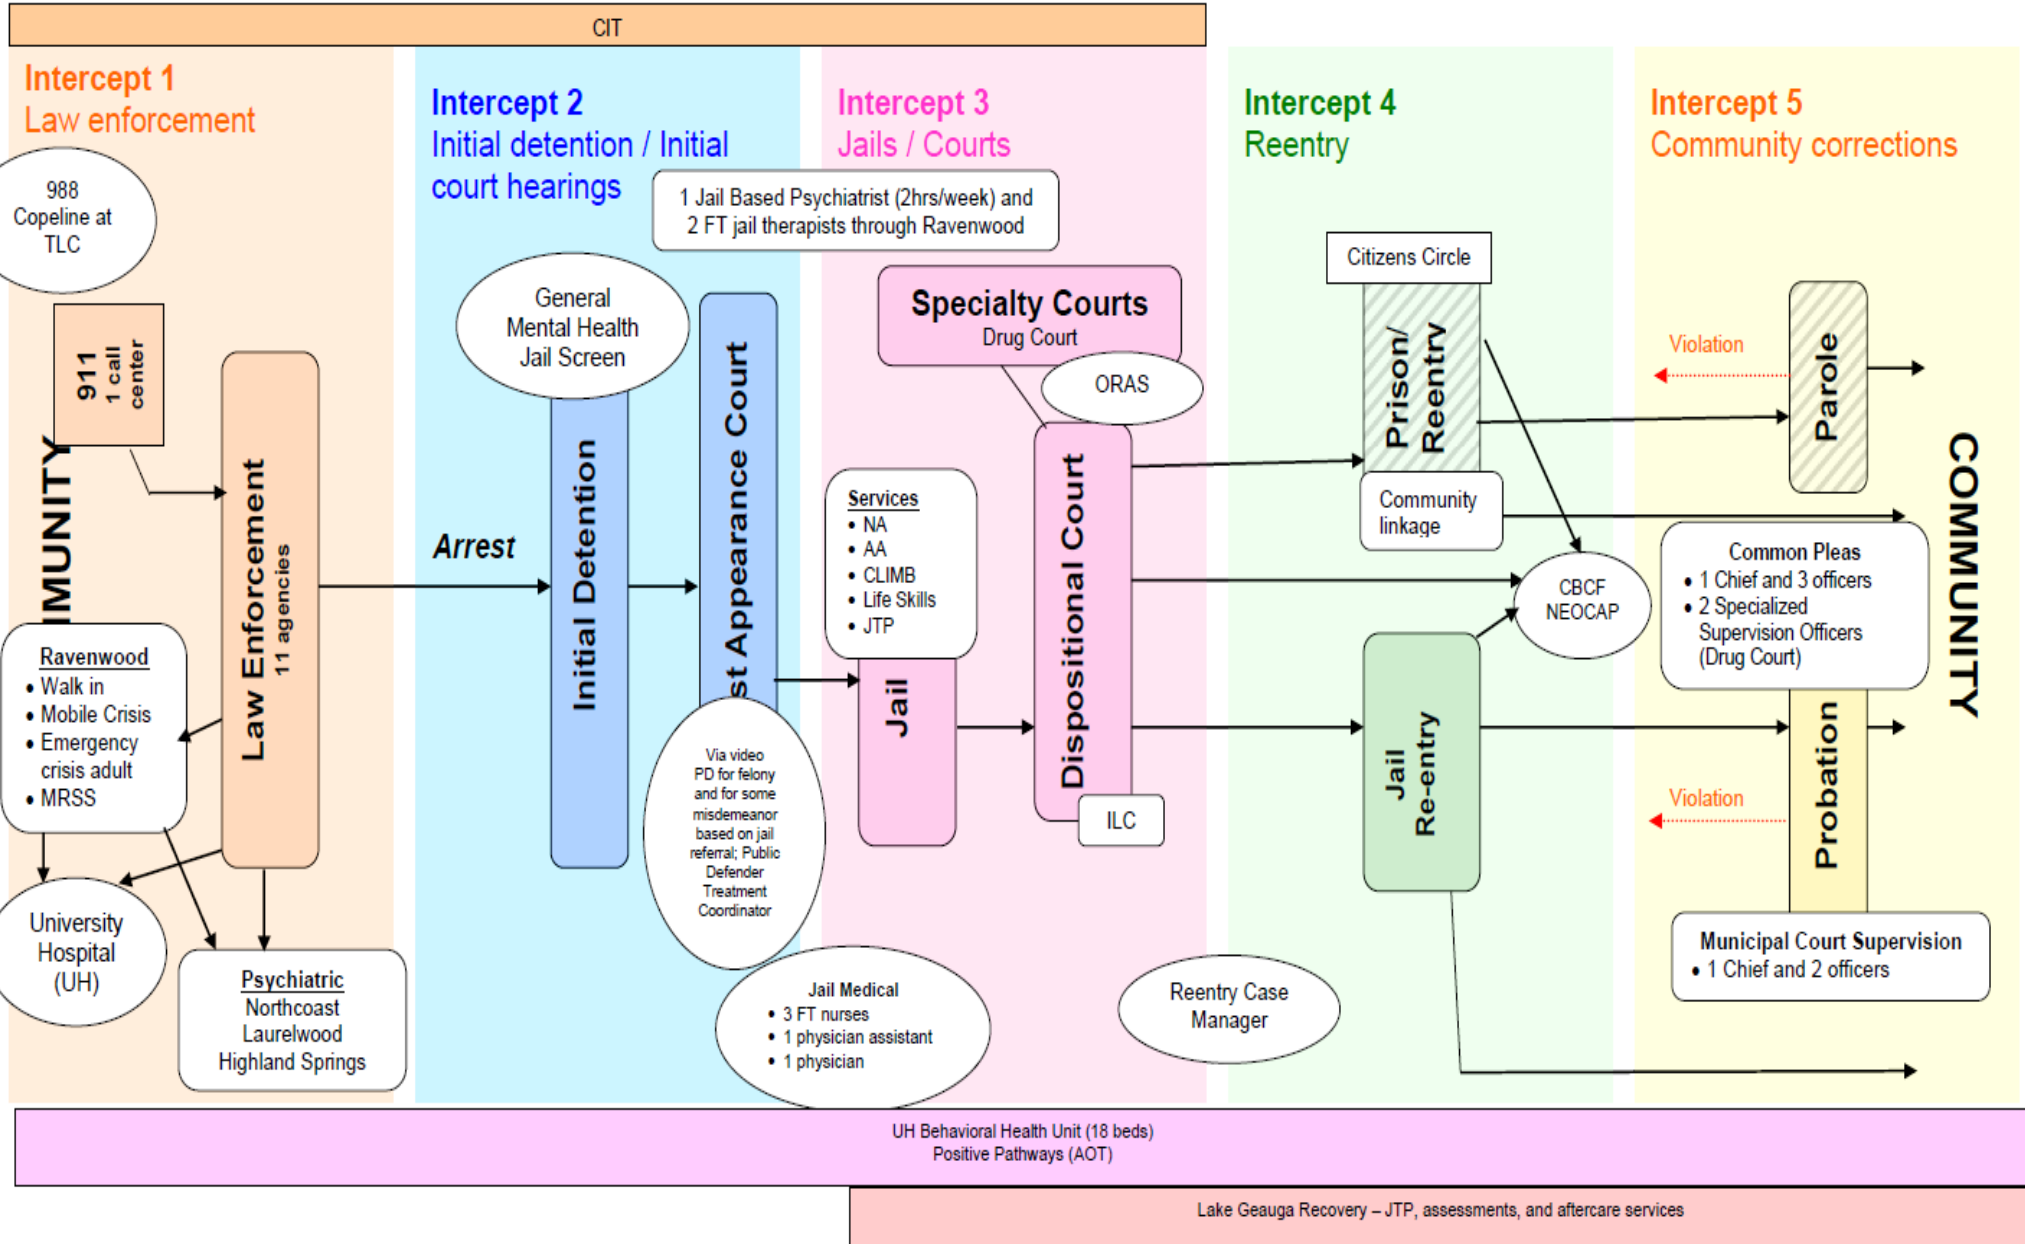 CIT
Intercept 1
Law enforcement
988
Copeline at
TLC
911
1 call
center
IMUNITY
Law Enforcement
11 agencies
Ravenwood
• Walk in
• Mobile Crisis
• Emergency
crisis adult
• MRSS
University
Hospital
(UH)
Psychiatric
Northcoast
Laurelwood
Highland Springs
Intercept 2
Initial detention / Initial
court hearings
General
Mental Health
Jail Screen
Arrest
Initial Detention
st Appearance Court
Via video
PD for felony
and for some
misdemeanor
based on jail
referral; Public
Defender
Treatment
Coordinator
Intercept 3
Jails / Courts
1 Jail Based Psychiatrist (2hrs/week) and
2 FT jail therapists through Ravenwood
Specialty Courts
Drug Court
ORAS
Services
• NA
• AA
• CLIMB
• Life Skills
• JTP
Jail
Dispositional Court
ILC
Jail Medical
• 3 FT nurses
• 1 physician assistant
• 1 physician
Intercept 4
Reentry
Citizens Circle
Prison/
Reentry
Community
linkage
CBCF
NEOCAP
Jail
Re-entry
Reentry Case
Manager
Intercept 5
Community corrections
Violation
Parole
Common Pleas
• 1 Chief and 3 officers
• 2 Specialized
Supervision Officers
(Drug Court)
Violation
Probation
Municipal Court Supervision
• 1 Chief and 2 officers
COMMUNITY
UH Behavioral Health Unit (18 beds)
Positive Pathways (AOT)
Lake Geauga Recovery – JTP, assessments, and aftercare services